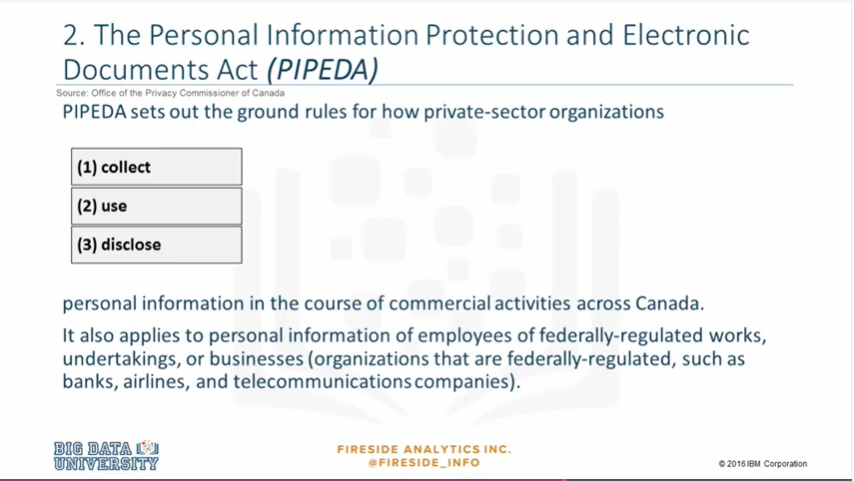 2. The Personal Information Protection and Electronic
Documents Act (PIPEDA)
Source: Office of the Privacy Commissioner of Canada
PIPEDA sets out the ground rules for how private-sector organizations
(1) collect
(2) use
(3) disclose
personal information in the course of commercial activities across Canada.
It also applies to personal information of employees of federally-regulated works,
undertakings, or businesses (organizations that are federally-regulated, such as
banks, airlines, and telecommunications companies).
BIG DATA
UNIVERSITY
FIRESIDE ANALYTICS INC.
@FIRESIDE_INFO
© 2016 IBM Corporation